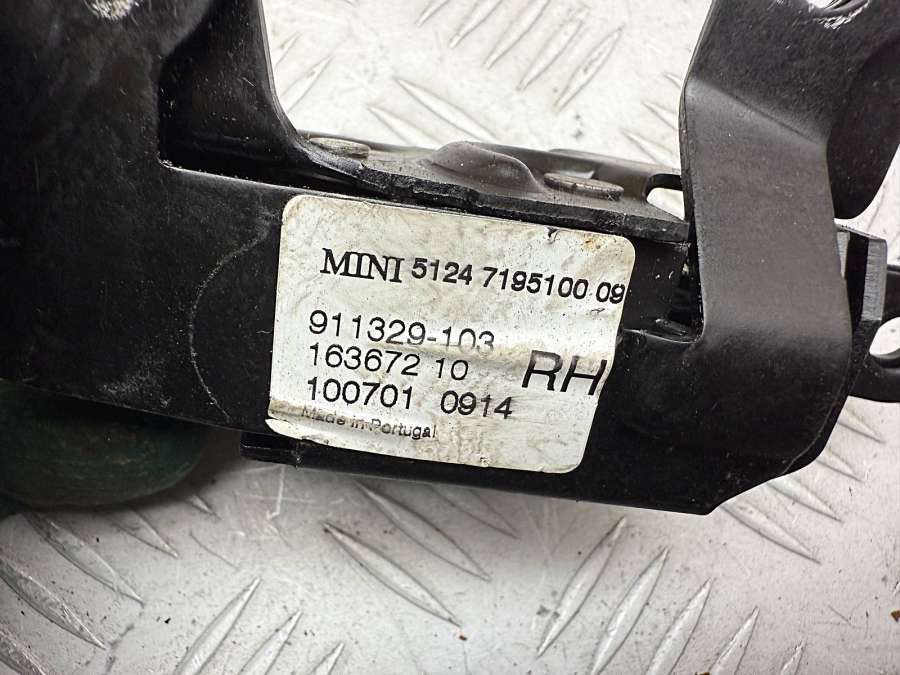 MINI 5124 7195100 09
911329-103
163672 10 RH
100701 0914
Made in Portugal